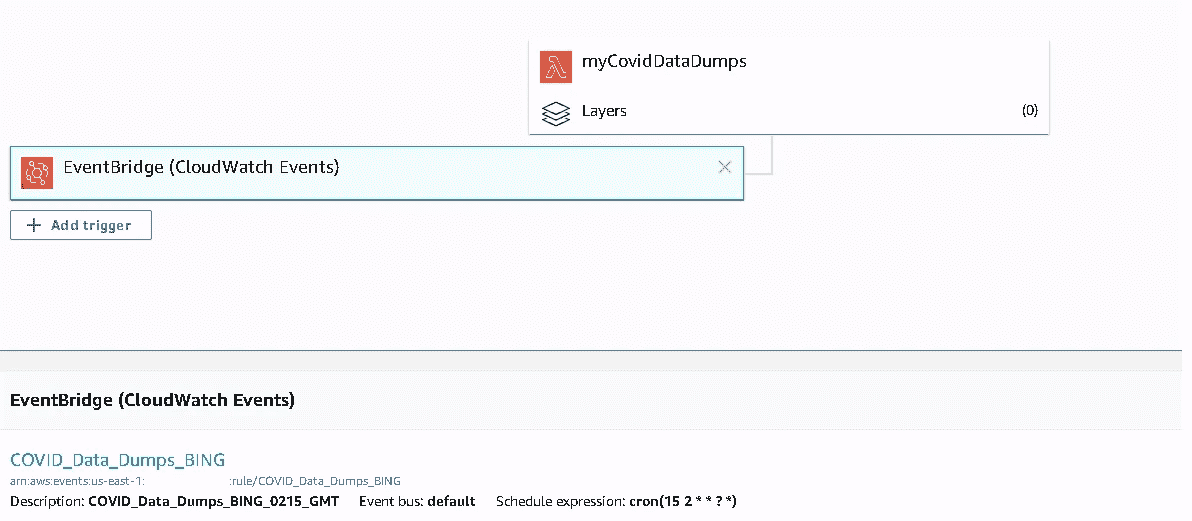 myCovidDataDumps
Layers (0)
EventBridge (CloudWatch Events)
Add trigger
EventBridge (CloudWatch Events)
COVID_Data_Dumps_BING
arn:aws:events:us-east-1: :rule/COVID_Data_Dumps_BING
Description: COVID_Data_Dumps_BING_0215_GMT Event bus: default Schedule expression: cron(15 2 * * ? *)